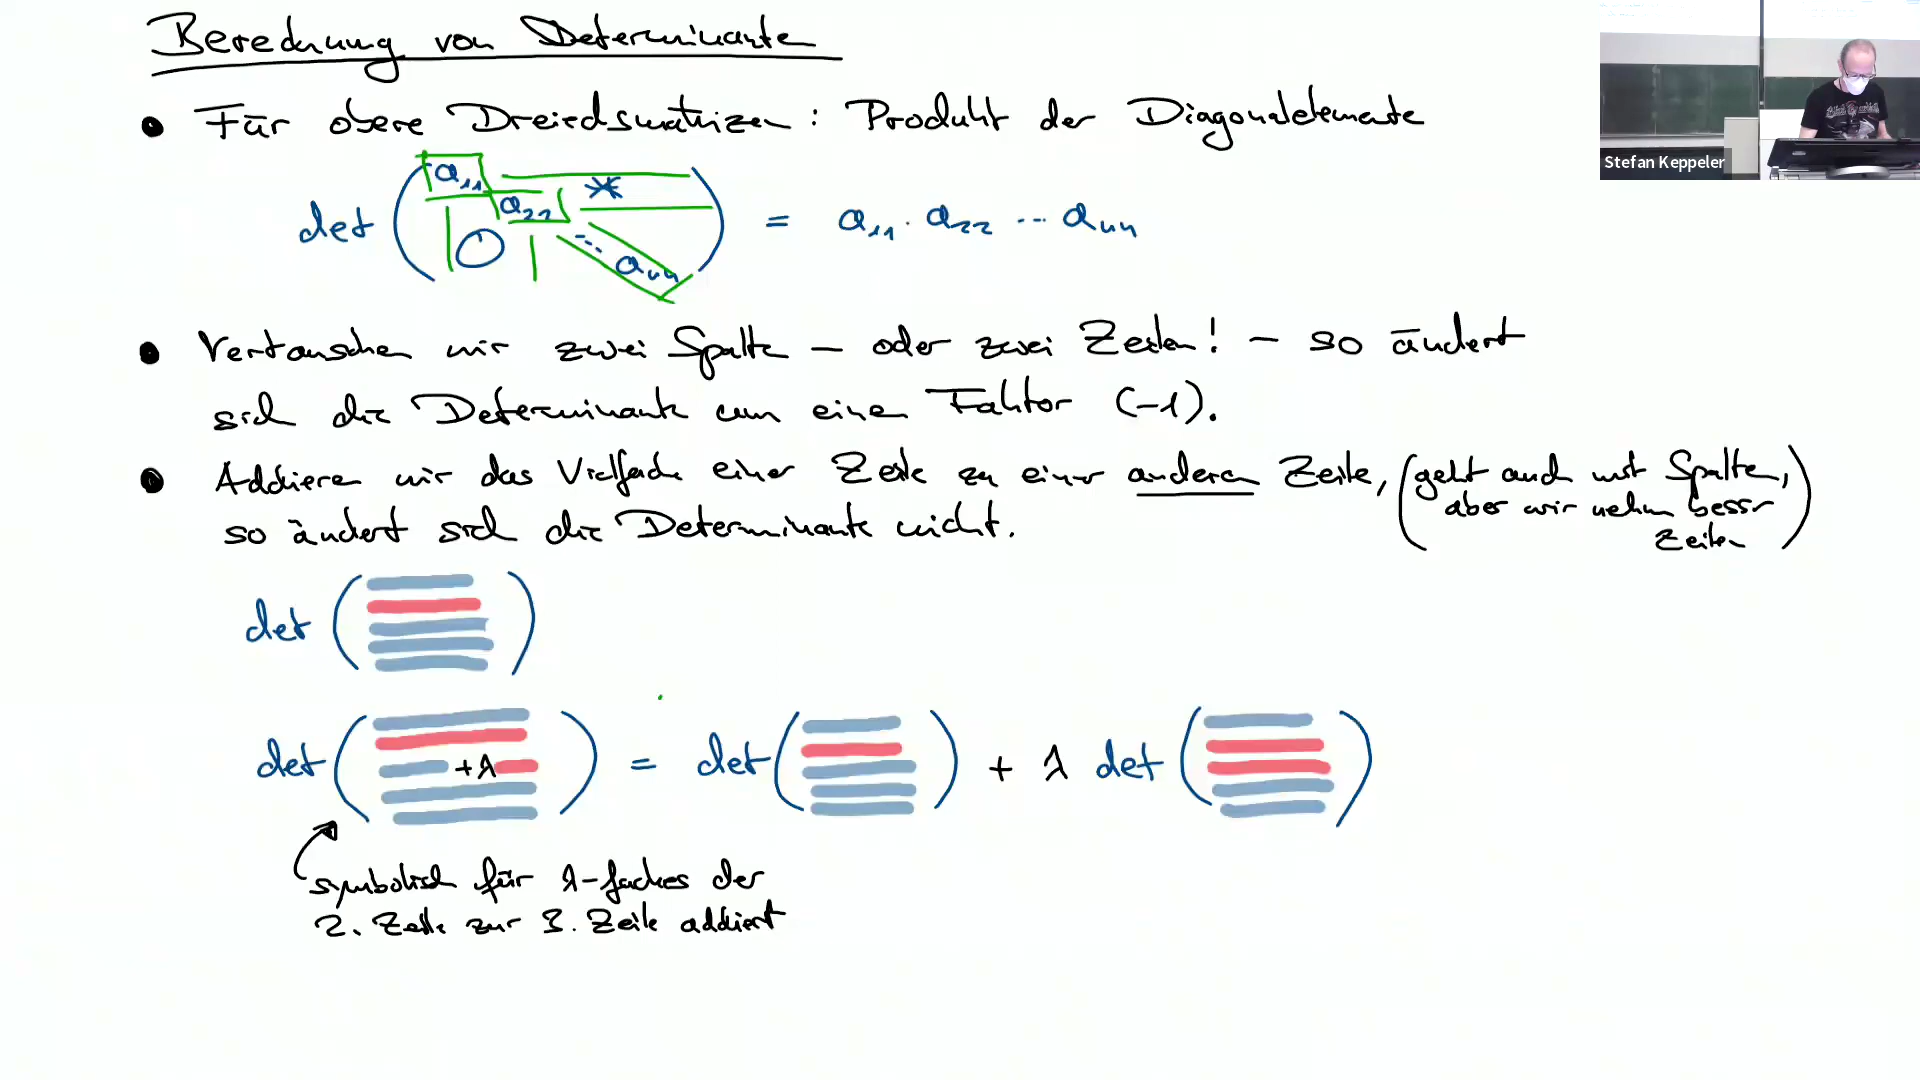 Berechnung von Determinanten
• Für obere Dreiecksmatrizen: Produkt der Diagonalelemente
det ( a₁₁ a₂₂ * 0 ⋱ aₙₙ ) = a₁₁ · a₂₂ ⋯ aₙₙ
• Vertauschen wir zwei Spalten – oder zwei Zeilen! – so ändert
sich die Determinante um einen Faktor (-1).
• Addieren wir das Vielfache einer Zeile zu einer anderen Zeile, (geht auch mit Spalten,
aber wir nehmen besser
Zeilen)
so ändert sich die Determinante nicht.
det ( )
det ( +λ ) = det ( ) + λ det ( )
symbolisch für λ-faches der
2. Zeile zur 3. Zeile addiert
Stefan Keppeler